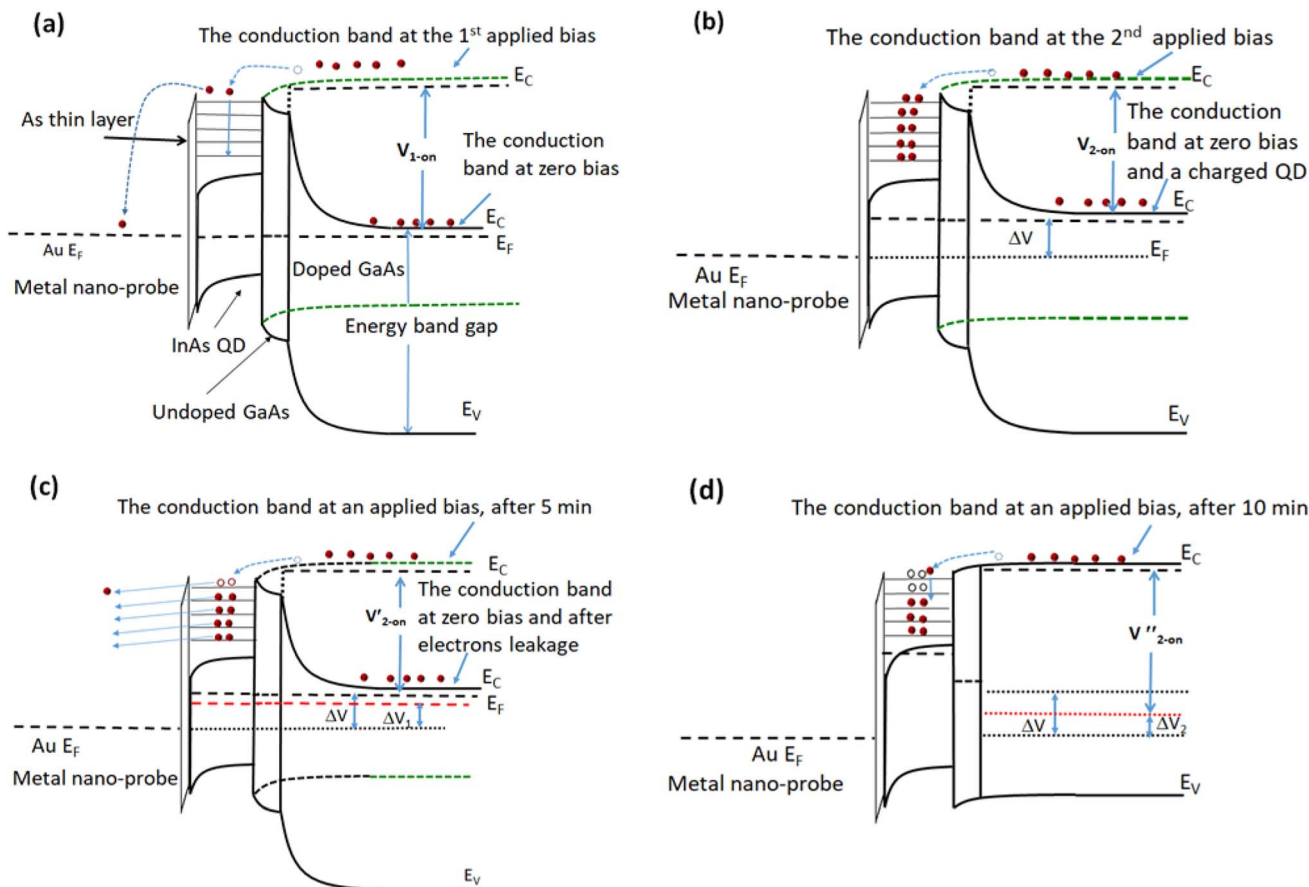 (a)
The conduction band at the 1st applied bias
E_C
As thin layer
V_1-on
The conduction
band at zero bias
E_C
Au E_F
E_F
Metal nano-probe
Doped GaAs
InAs QD
Energy band gap
Undoped GaAs
E_V
(b)
The conduction band at the 2nd applied bias
E_C
V_2-on
The conduction
band at zero bias
and a charged QD
E_C
ΔV
E_F
Au E_F
Metal nano-probe
E_V
(c)
The conduction band at an applied bias, after 5 min
E_C
V'_2-on
The conduction band
at zero bias and after
electrons leakage
E_C
E_F
ΔV
ΔV_1
Au E_F
Metal nano-probe
E_V
(d)
The conduction band at an applied bias, after 10 min
E_C
V''_2-on
ΔV
ΔV_2
Au E_F
Metal nano-probe
E_V